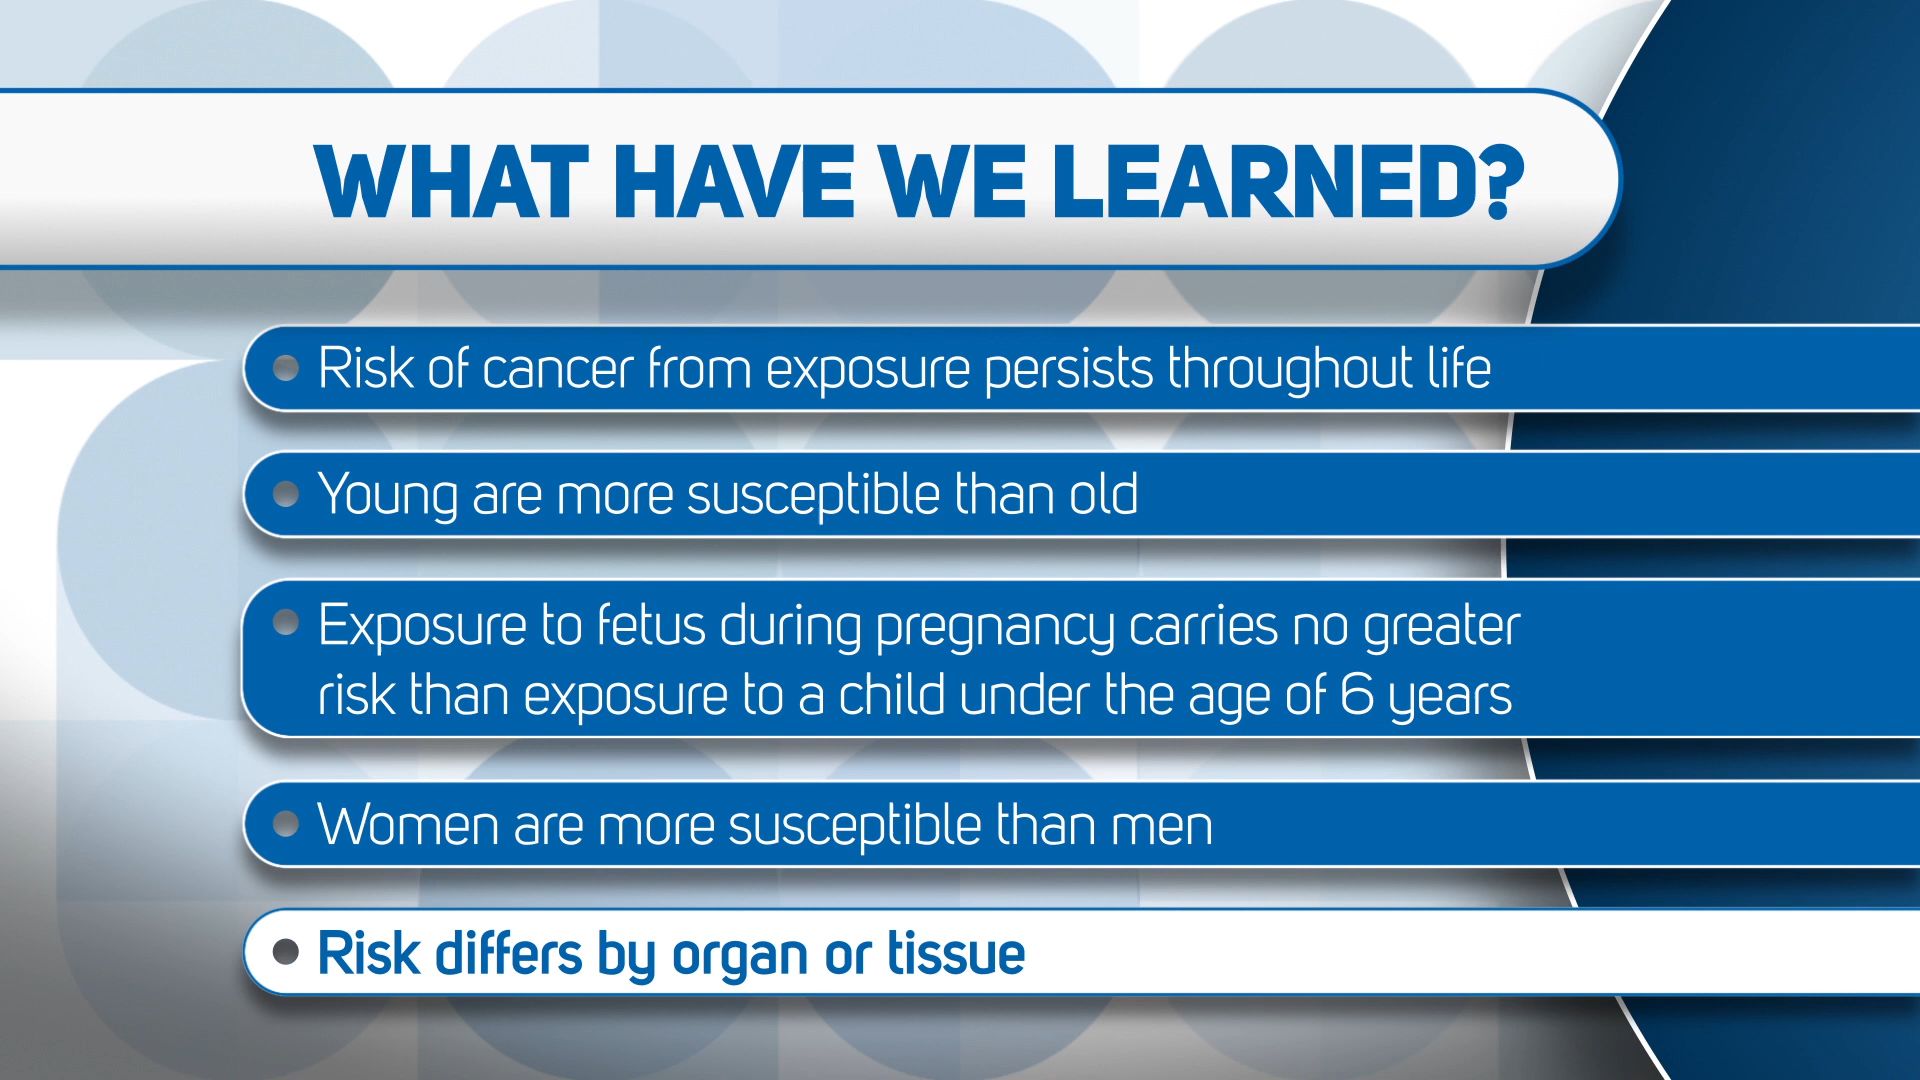 WHAT HAVE WE LEARNED?
Risk of cancer from exposure persists throughout life
Young are more susceptible than old
Exposure to fetus during pregnancy carries no greater
risk than exposure to a child under the age of 6 years
Women are more susceptible than men
Risk differs by organ or tissue